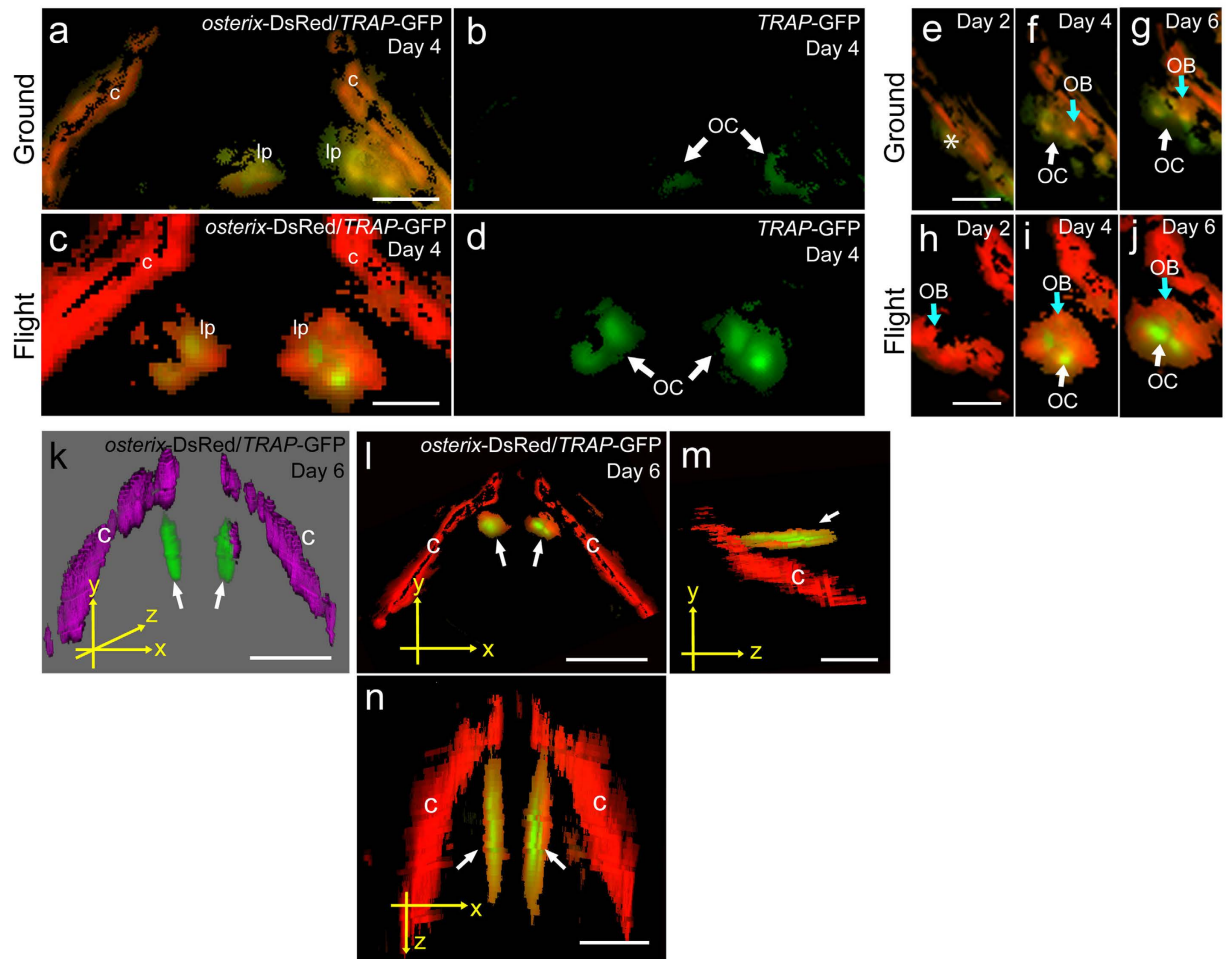 Ground
a
osterix-DsRed/TRAP-GFP
Day 4
c
c
lp
lp
b
TRAP-GFP
Day 4
OC
Ground
e
Day 2
*
f
Day 4
OB
OC
g
Day 6
OB
OC
Flight
c
osterix-DsRed/TRAP-GFP
Day 4
c
c
lp
lp
d
TRAP-GFP
Day 4
OC
Flight
h
Day 2
OB
i
Day 4
OB
OC
j
Day 6
OB
OC
k
osterix-DsRed/TRAP-GFP
Day 6
C
C
y
z
x
l
osterix-DsRed/TRAP-GFP
Day 6
C
C
y
x
m
C
y
z
n
C
C
x
z